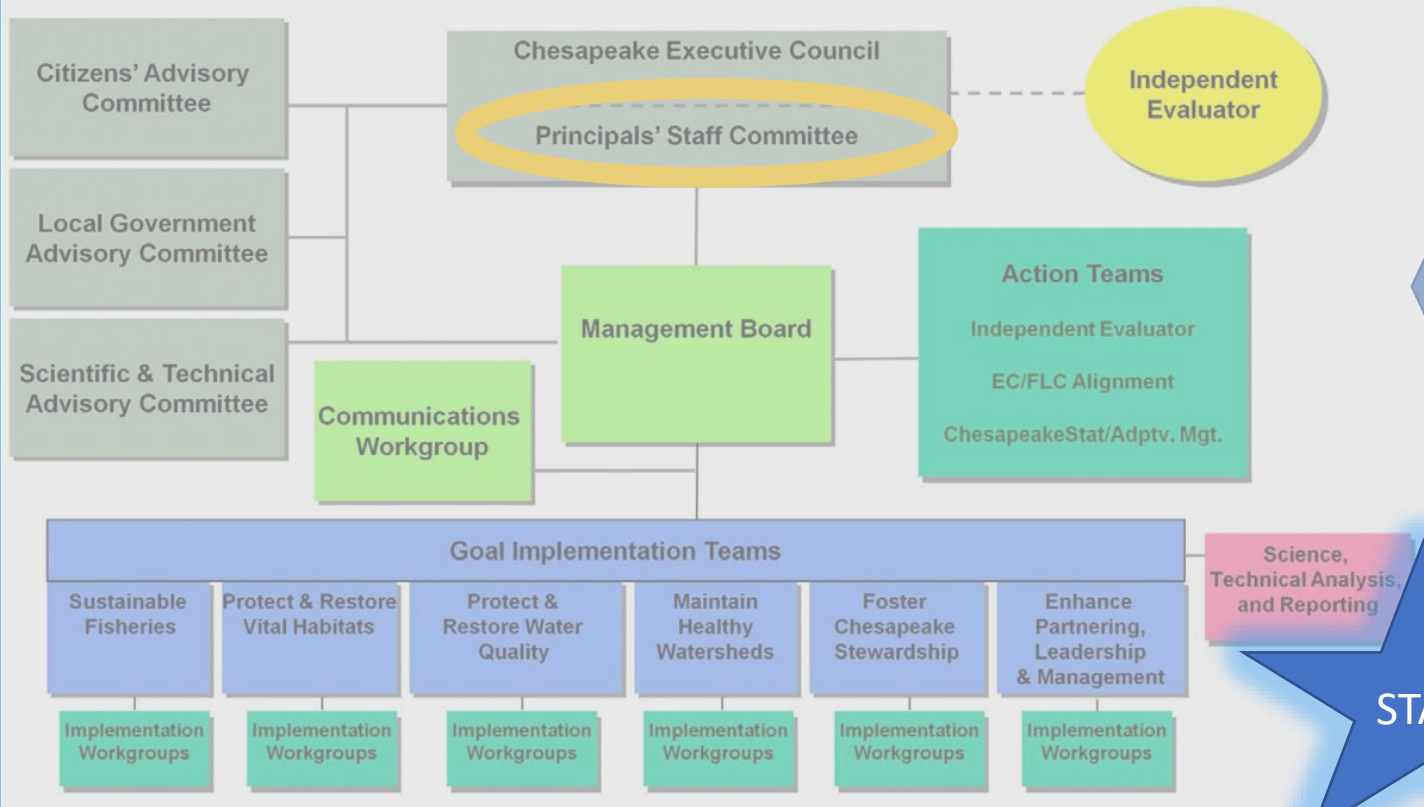 Citizens' Advisory
Committee
Chesapeake Executive Council
Principals' Staff Committee
Independent
Evaluator
Local Government
Advisory Committee
Scientific & Technical
Advisory Committee
Management Board
Communications
Workgroup
Action Teams
Independent Evaluator
EC/FLC Alignment
ChesapeakeStat/Adptv. Mgt.
Goal Implementation Teams
Sustainable
Fisheries
Protect & Restore
Vital Habitats
Protect &
Restore Water
Quality
Maintain
Healthy
Watersheds
Foster
Chesapeake
Stewardship
Enhance
Partnering,
Leadership
& Management
Science,
Technical Analysis,
and Reporting
Implementation
Workgroups
Implementation
Workgroups
Implementation
Workgroups
Implementation
Workgroups
Implementation
Workgroups
Implementation
Workgroups